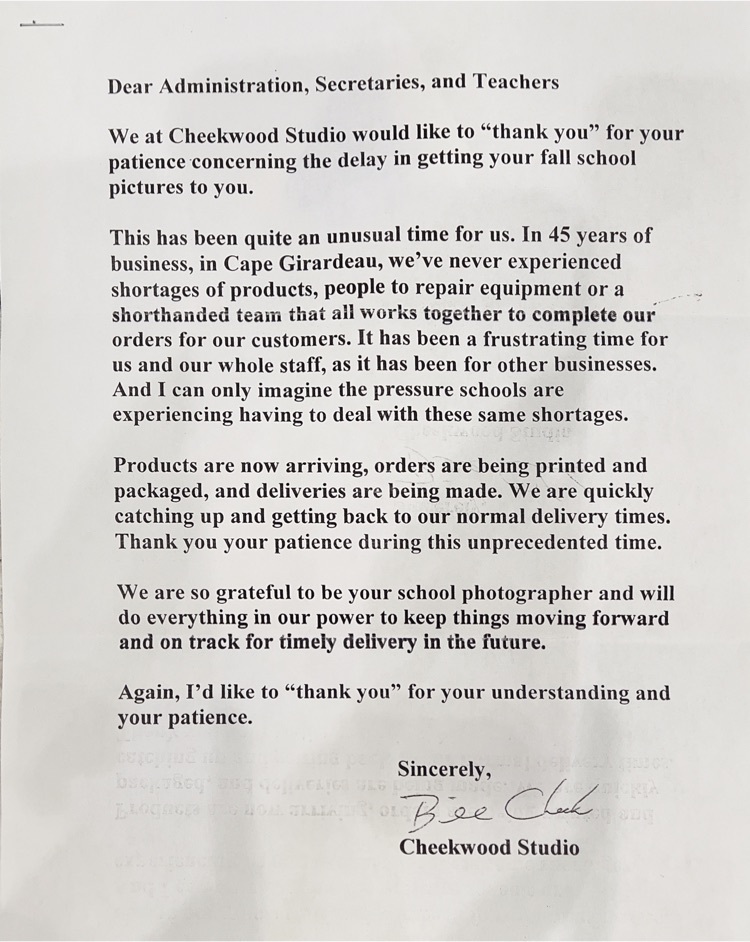 Dear Administration, Secretaries, and Teachers
We at Cheekwood Studio would like to “thank you” for your
patience concerning the delay in getting your fall school
pictures to you.
This has been quite an unusual time for us. In 45 years of
business, in Cape Girardeau, we’ve never experienced
shortages of products, people to repair equipment or a
shorthanded team that all works together to complete our
orders for our customers. It has been a frustrating time for
us and our whole staff, as it has been for other businesses.
And I can only imagine the pressure schools are
experiencing having to deal with these same shortages.
Products are now arriving, orders are being printed and
packaged, and deliveries are being made. We are quickly
catching up and getting back to our normal delivery times.
Thank you your patience during this unprecedented time.
We are so grateful to be your school photographer and will
do everything in our power to keep things moving forward
and on track for timely delivery in the future.
Again, I’d like to “thank you” for your understanding and
your patience.
Sincerely,
Cheekwood Studio